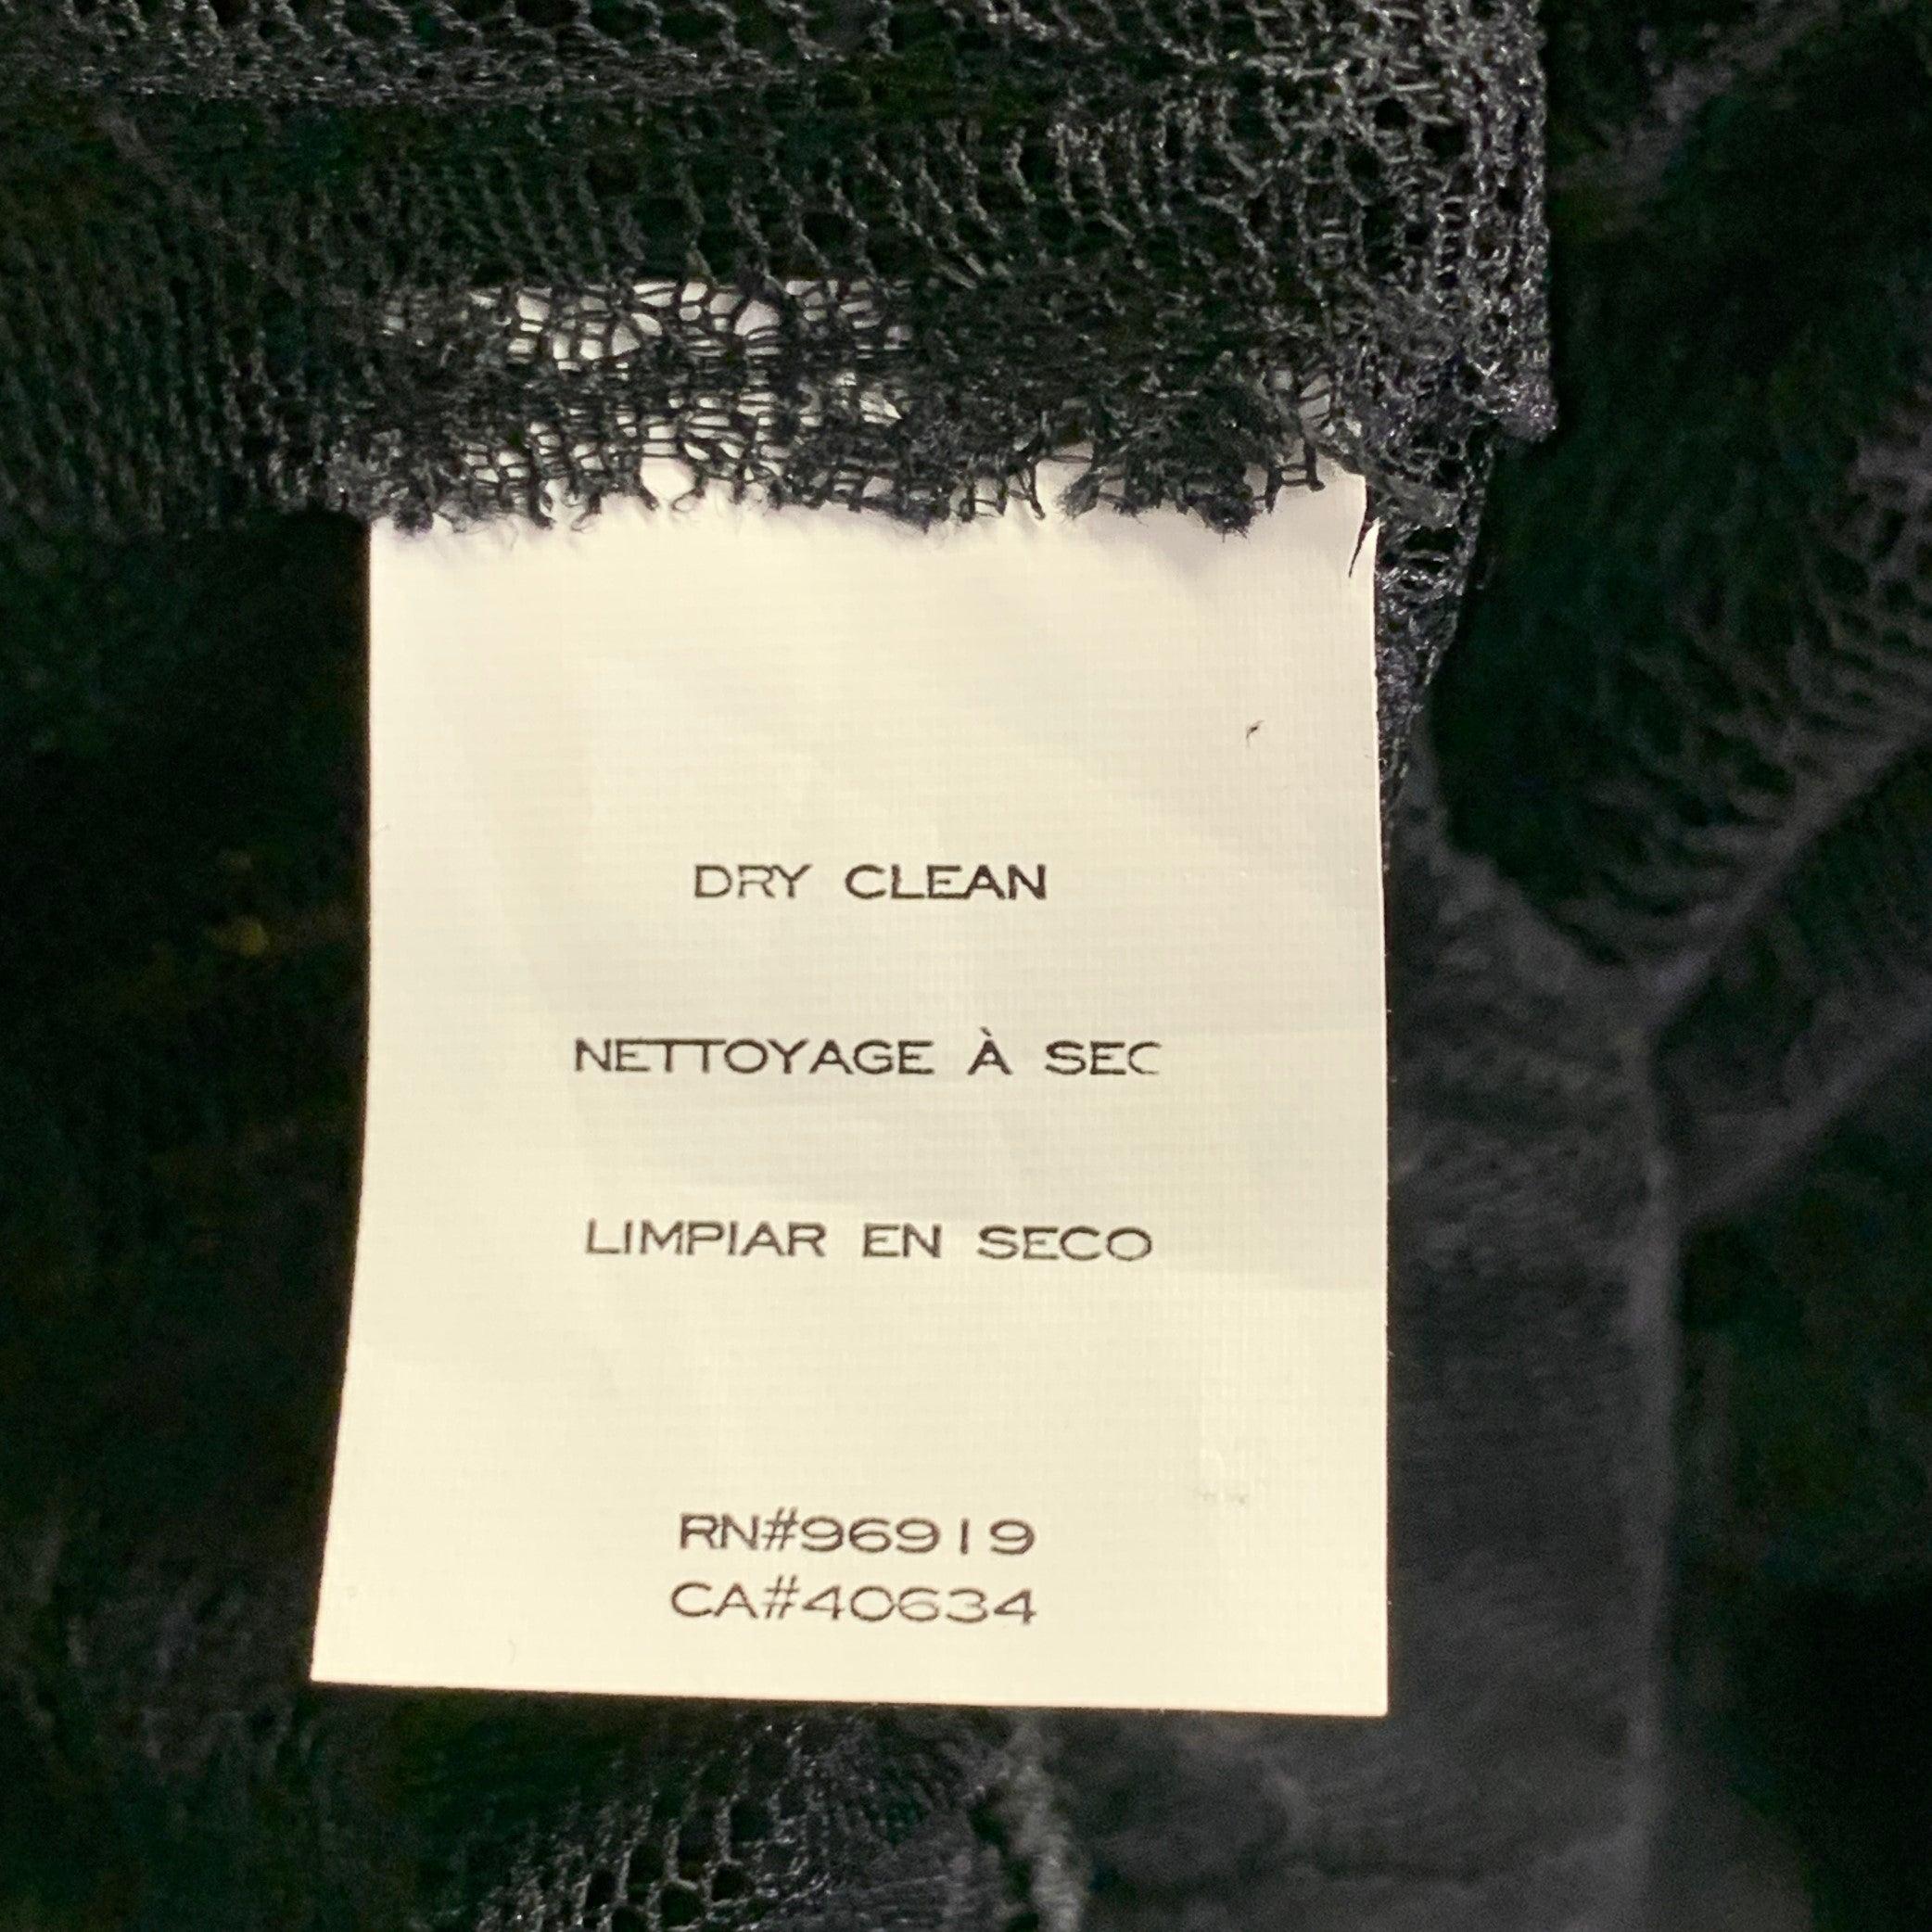 DRY CLEAN
NETTOYAGE À SEC
LIMPIAR EN SECO
RN#96919
CA#40634